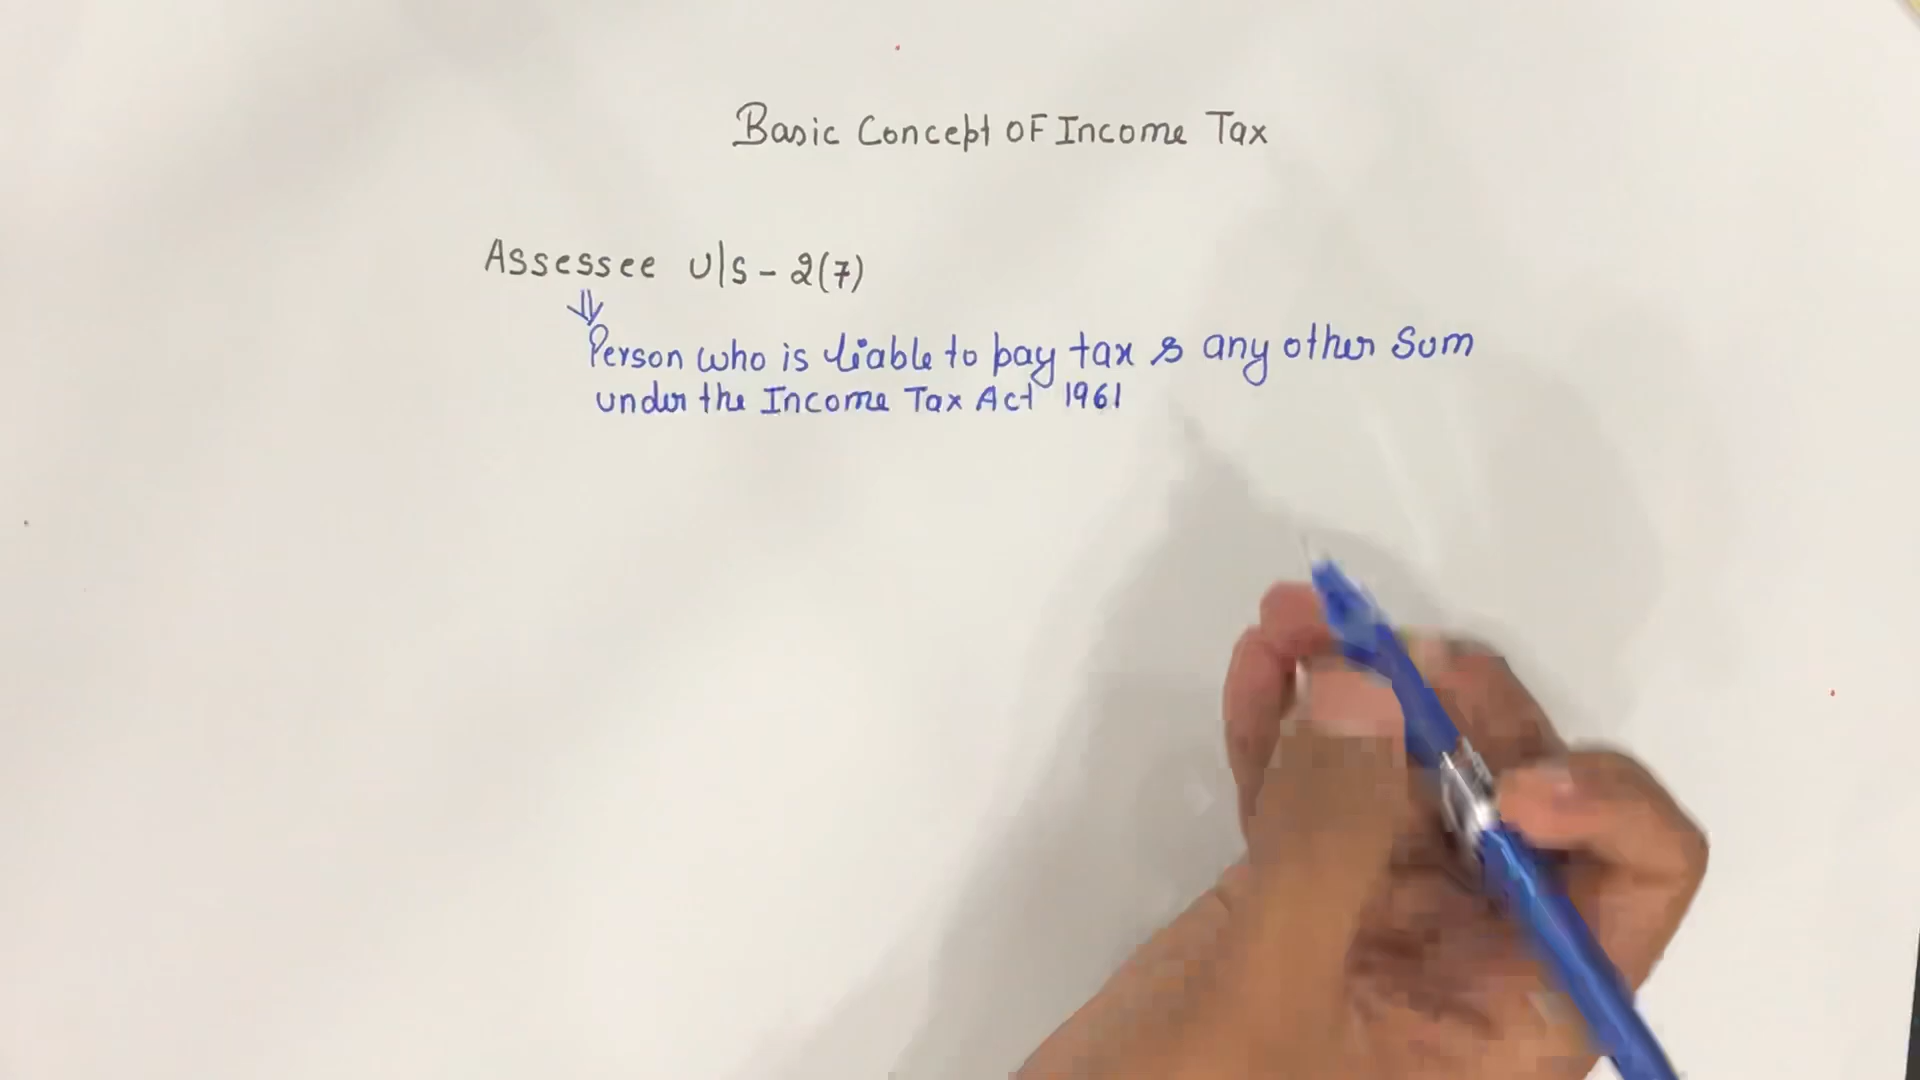 Basic Concept OF Income Tax
Assessee U/S - 2(7)
Person who is liable to pay tax & any other Sum
under the Income Tax Act 1961